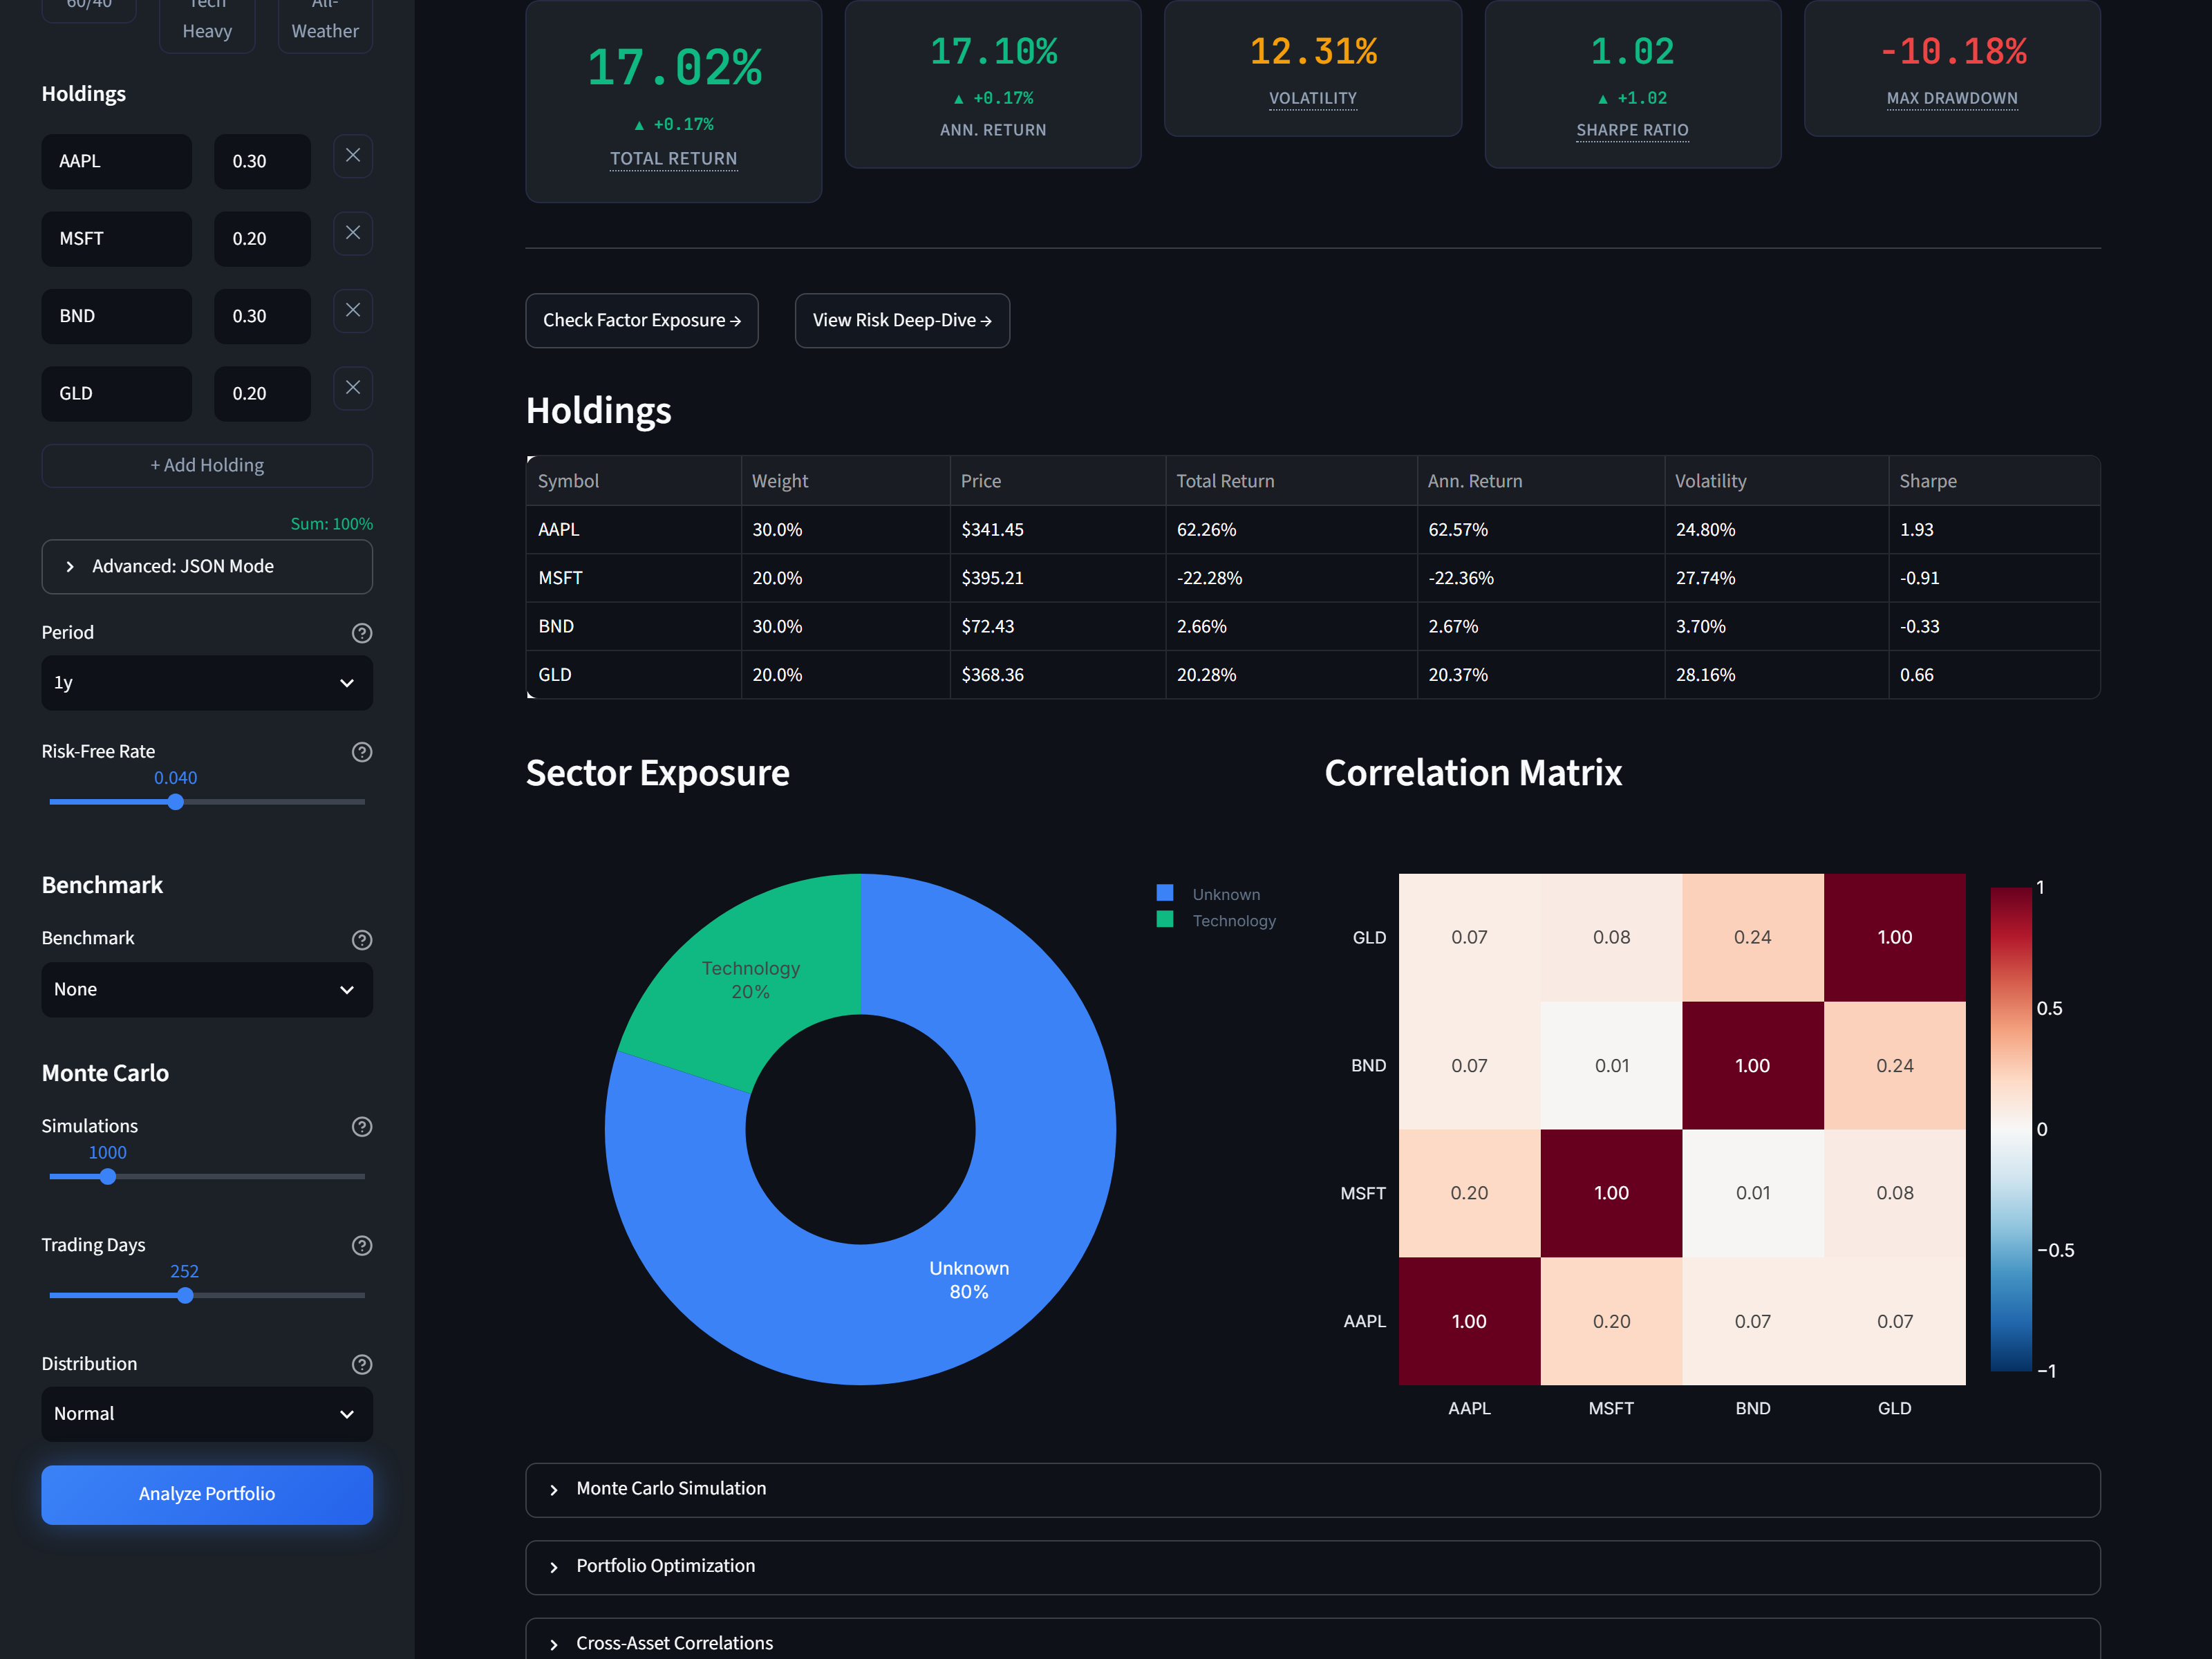 60/40
Tech
Heavy
All-
Weather
Holdings
AAPL
0.30
MSFT
0.20
BND
0.30
GLD
0.20
+ Add Holding
Sum: 100%
Advanced: JSON Mode
Period
1y
Risk-Free Rate
0.040
Benchmark
Benchmark
None
Monte Carlo
Simulations
1000
Trading Days
252
Distribution
Normal
Analyze Portfolio
17.02%
▲ +0.17%
TOTAL RETURN
17.10%
▲ +0.17%
ANN. RETURN
12.31%
VOLATILITY
1.02
▲ +1.02
SHARPE RATIO
-10.18%
MAX DRAWDOWN
Check Factor Exposure →
View Risk Deep-Dive →
Holdings
Symbol Weight Price Total Return Ann. Return Volatility Sharpe
AAPL 30.0% $341.45 62.26% 62.57% 24.80% 1.93
MSFT 20.0% $395.21 -22.28% -22.36% 27.74% -0.91
BND 30.0% $72.43 2.66% 2.67% 3.70% -0.33
GLD 20.0% $368.36 20.28% 20.37% 28.16% 0.66
Sector Exposure
Unknown
Technology
Technology
20%
Unknown
80%
Correlation Matrix
GLD 0.07 0.08 0.24 1.00
BND 0.07 0.01 1.00 0.24
MSFT 0.20 1.00 0.01 0.08
AAPL 1.00 0.20 0.07 0.07
AAPL MSFT BND GLD
1
0.5
0
−0.5
−1
Monte Carlo Simulation
Portfolio Optimization
Cross-Asset Correlations